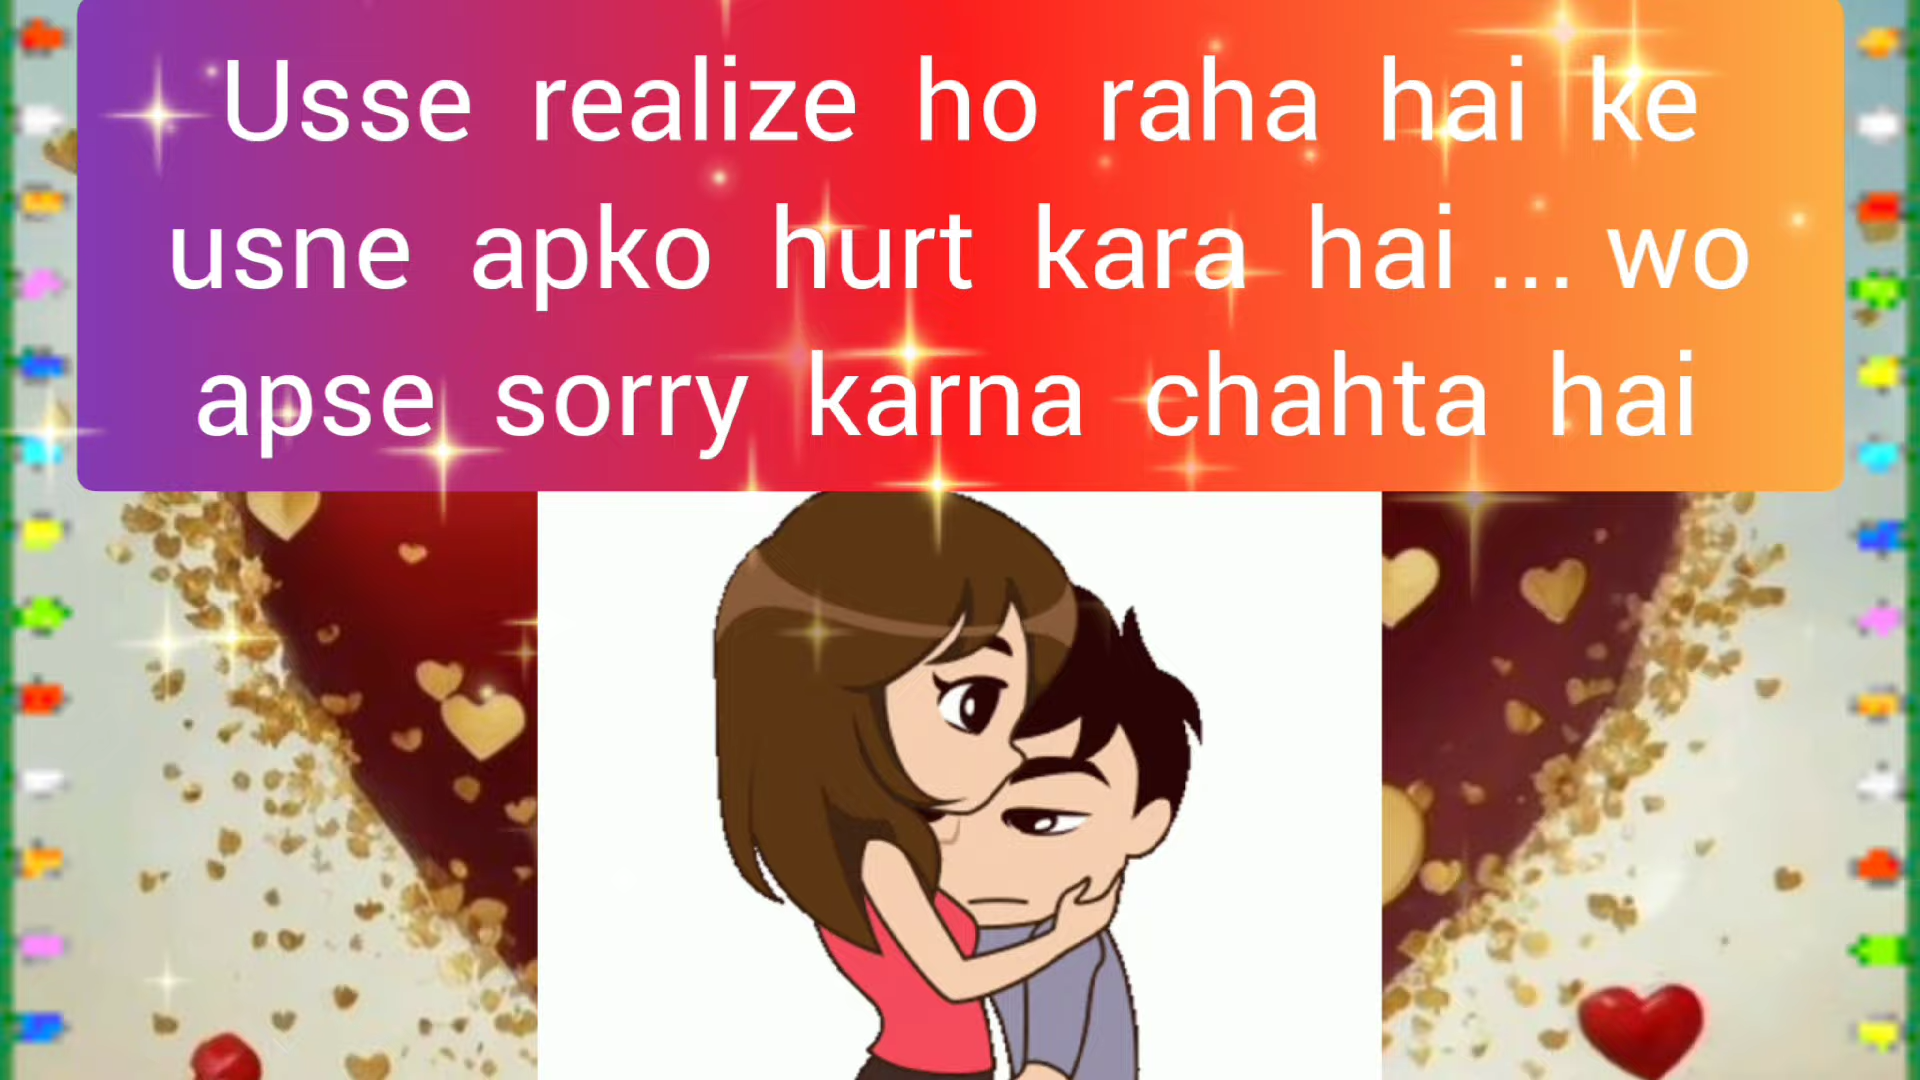 Usse realize ho raha hai ke
usne apko hurt kara hai ... wo
apse sorry karna chahta hai